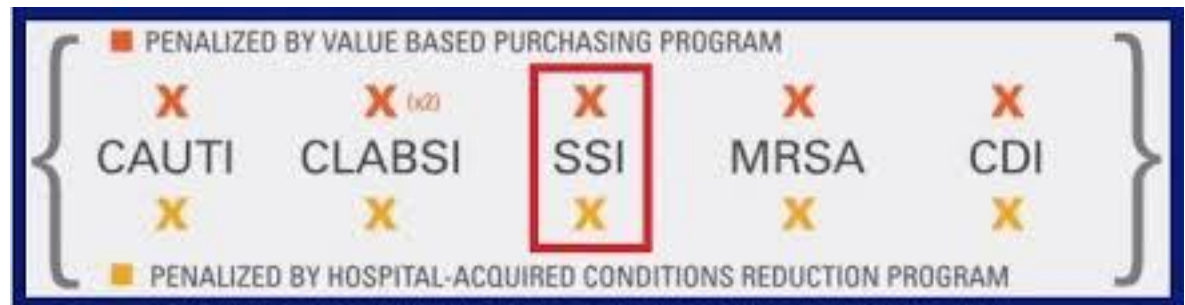 PENALIZED BY VALUE BASED PURCHASING PROGRAM
X X (x2) X X X
CAUTI CLABSI SSI MRSA CDI
X X X X X
PENALIZED BY HOSPITAL-ACQUIRED CONDITIONS REDUCTION PROGRAM